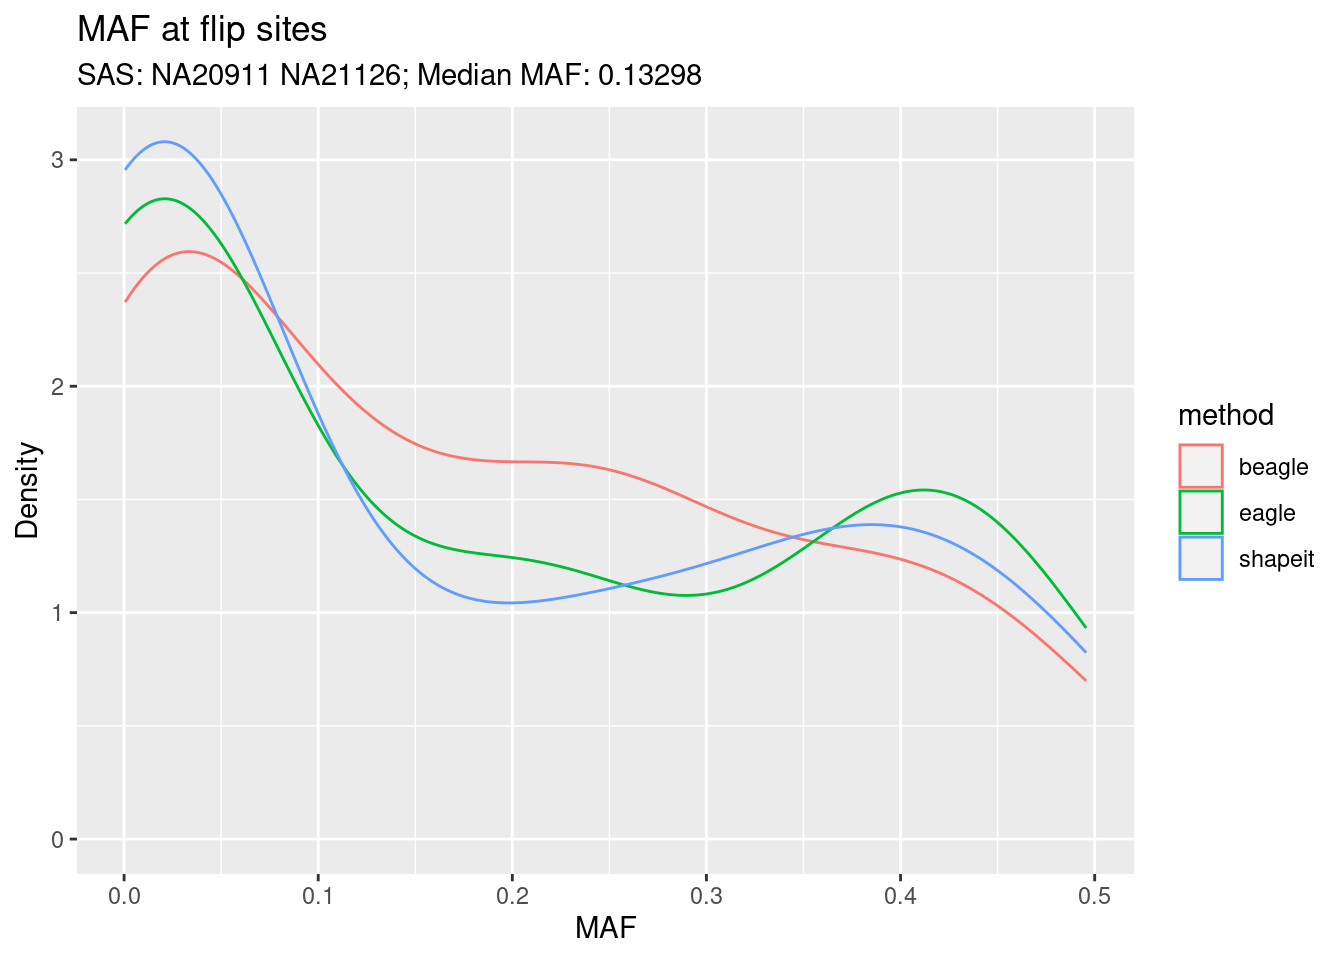 MAF at flip sites
SAS: NA20911 NA21126; Median MAF: 0.13298
3
2
1
0
Density
0.0 0.1 0.2 0.3 0.4 0.5
MAF
method
beagle
eagle
shapeit